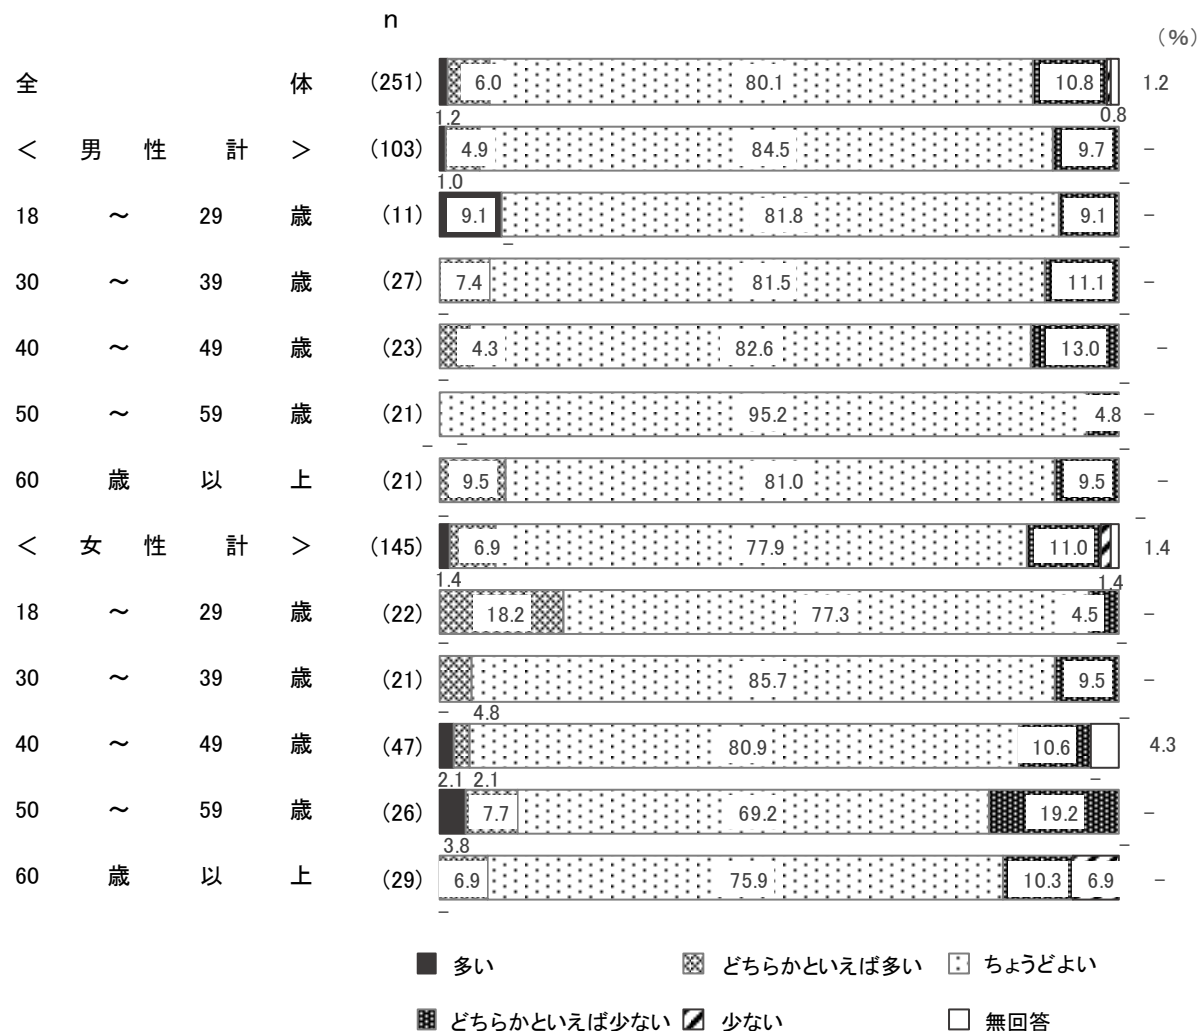 n
（%）
全 体 (251) 6.0 80.1 10.8 1.2
1.2 0.8
＜ 男 性 計 ＞ (103) 4.9 84.5 9.7 −
1.0 −
18 ～ 29 歳 (11) 9.1 81.8 9.1 −
− −
30 ～ 39 歳 (27) 7.4 81.5 11.1 −
− −
40 ～ 49 歳 (23) 4.3 82.6 13.0 −
− −
50 ～ 59 歳 (21) 95.2 4.8 −
− − −
60 歳 以 上 (21) 9.5 81.0 9.5 −
− −
＜ 女 性 計 ＞ (145) 6.9 77.9 11.0 1.4
1.4 1.4
18 ～ 29 歳 (22) 18.2 77.3 4.5 −
− −
30 ～ 39 歳 (21) 85.7 9.5 −
− 4.8 −
40 ～ 49 歳 (47) 80.9 10.6 4.3
2.1 2.1 −
50 ～ 59 歳 (26) 7.7 69.2 19.2 −
3.8 −
60 歳 以 上 (29) 6.9 75.9 10.3 6.9 −
−
多い どちらかといえば多い ちょうどよい
どちらかといえば少ない 少ない 無回答